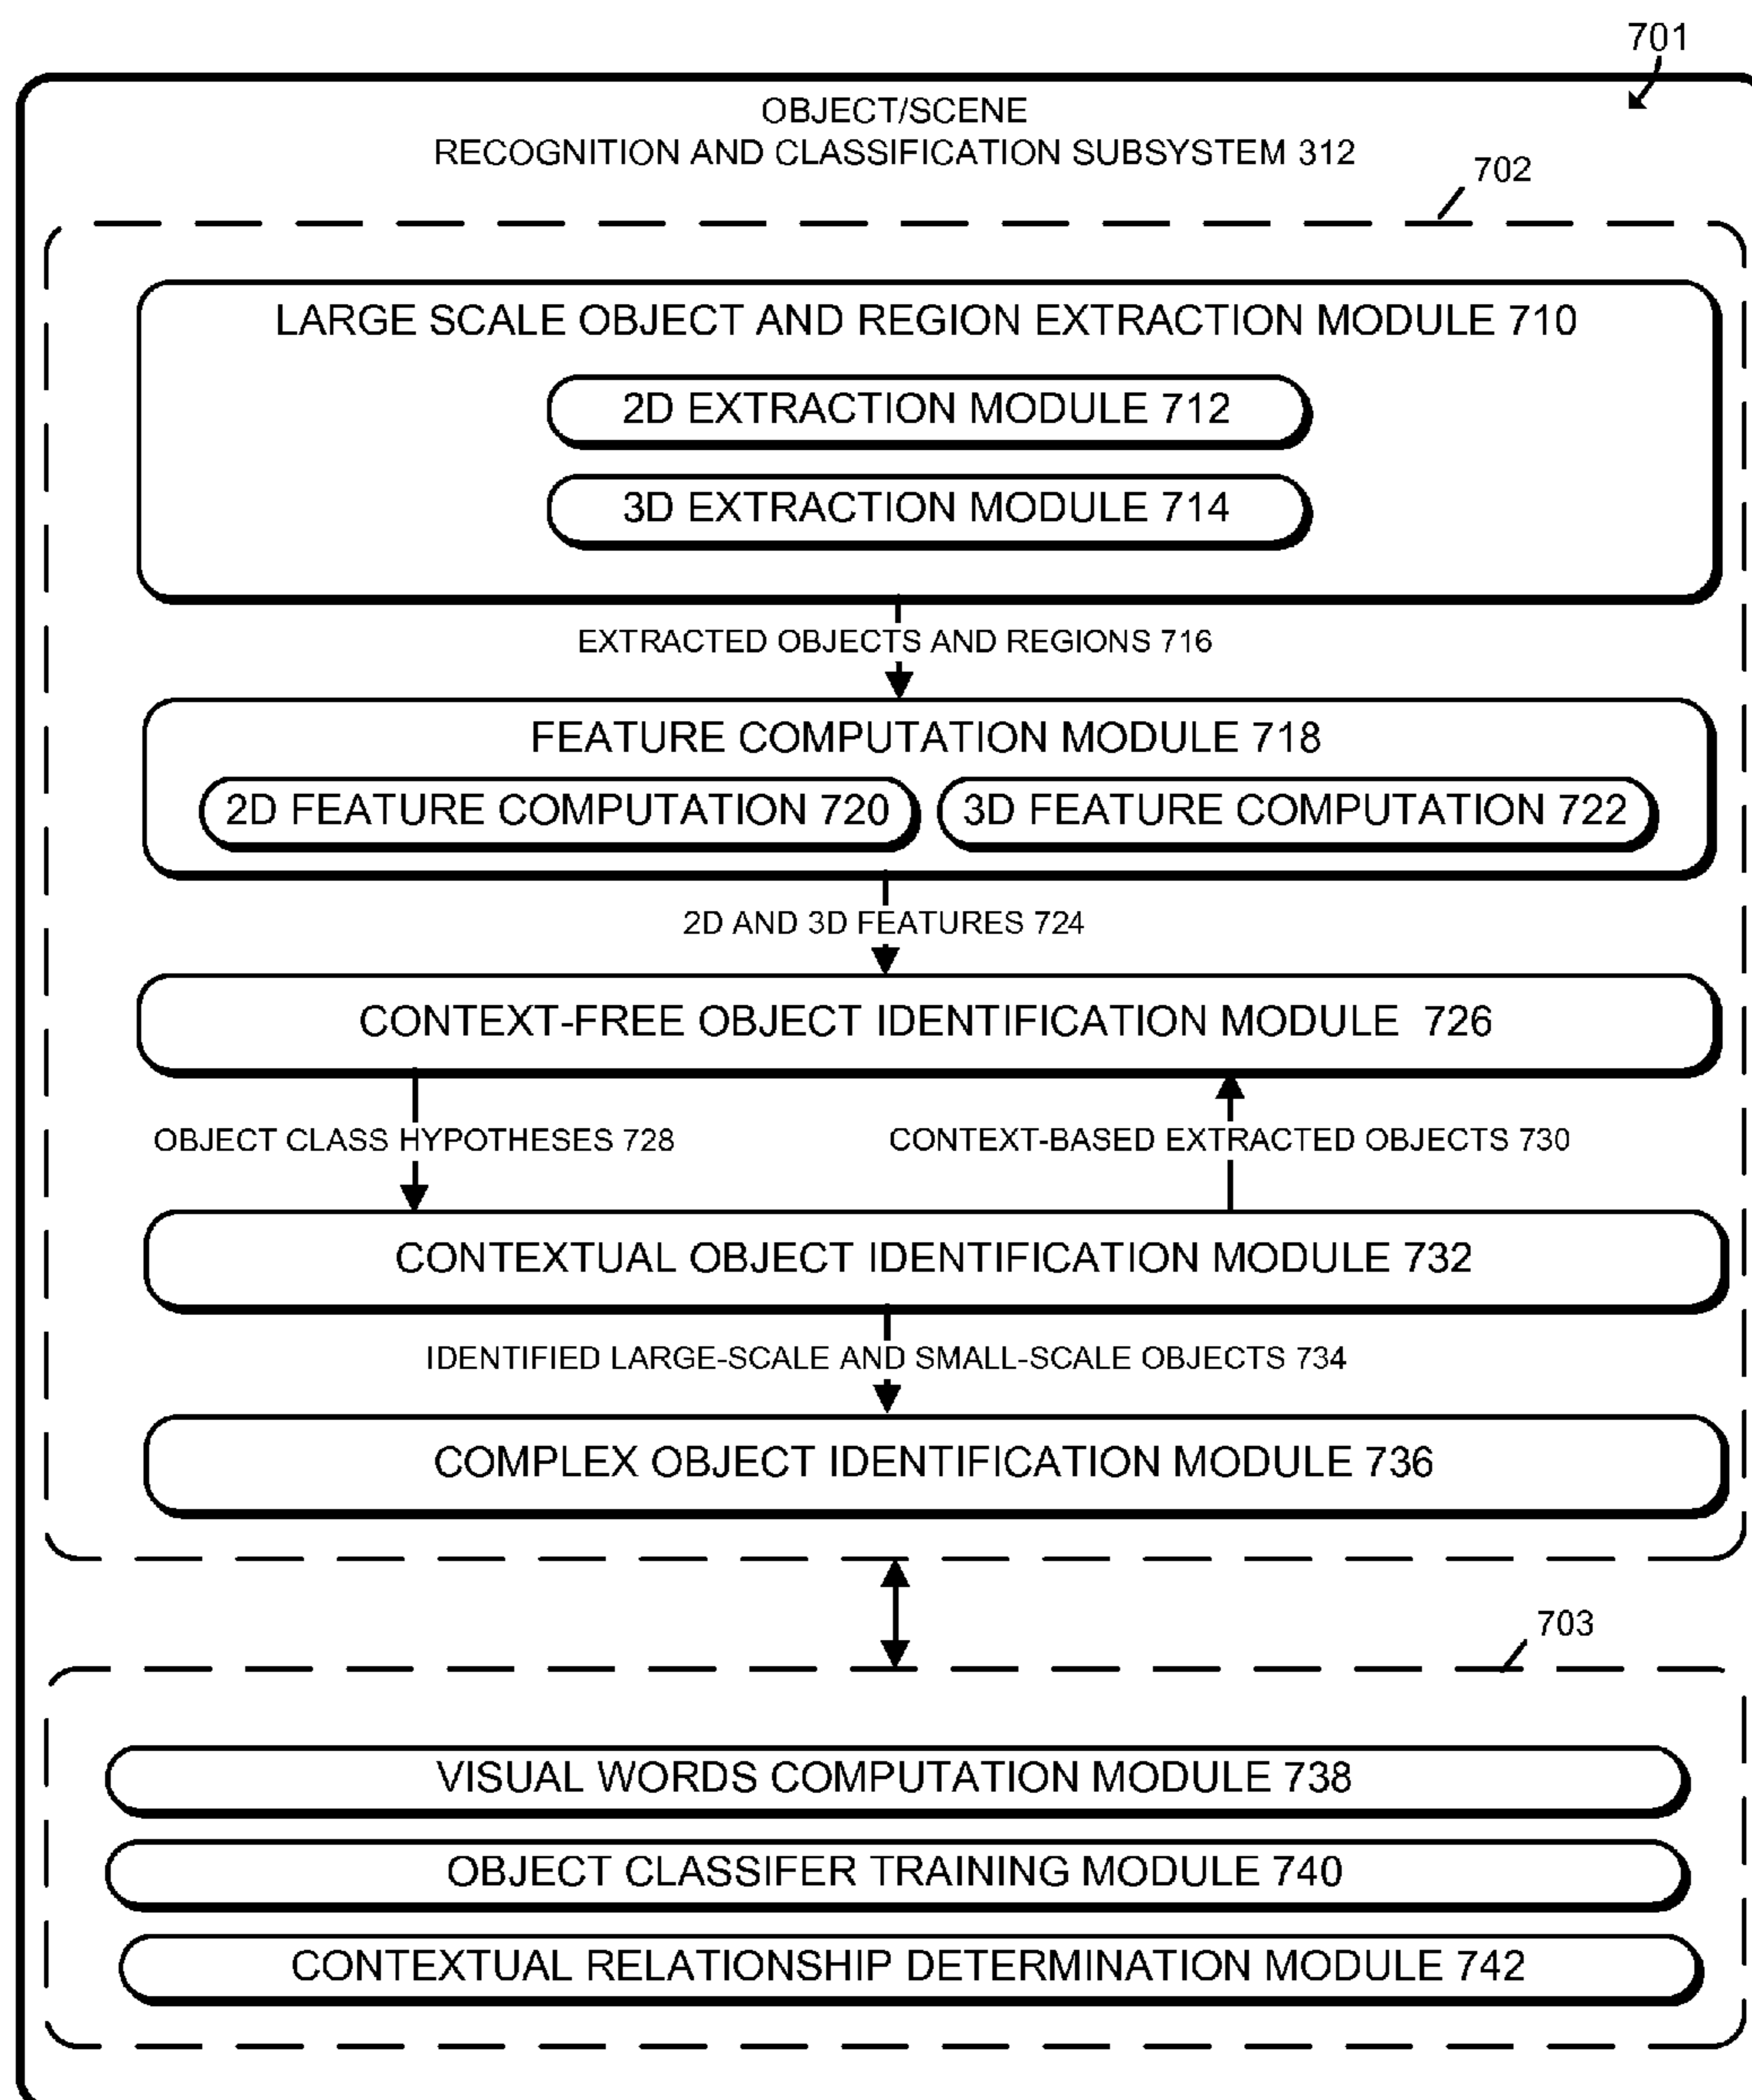 701
OBJECT/SCENE
RECOGNITION AND CLASSIFICATION SUBSYSTEM 312
702
LARGE SCALE OBJECT AND REGION EXTRACTION MODULE 710
2D EXTRACTION MODULE 712
3D EXTRACTION MODULE 714
EXTRACTED OBJECTS AND REGIONS 716
FEATURE COMPUTATION MODULE 718
2D FEATURE COMPUTATION 720
3D FEATURE COMPUTATION 722
2D AND 3D FEATURES 724
CONTEXT-FREE OBJECT IDENTIFICATION MODULE 726
OBJECT CLASS HYPOTHESES 728
CONTEXT-BASED EXTRACTED OBJECTS 730
CONTEXTUAL OBJECT IDENTIFICATION MODULE 732
IDENTIFIED LARGE-SCALE AND SMALL-SCALE OBJECTS 734
COMPLEX OBJECT IDENTIFICATION MODULE 736
703
VISUAL WORDS COMPUTATION MODULE 738
OBJECT CLASSIFER TRAINING MODULE 740
CONTEXTUAL RELATIONSHIP DETERMINATION MODULE 742